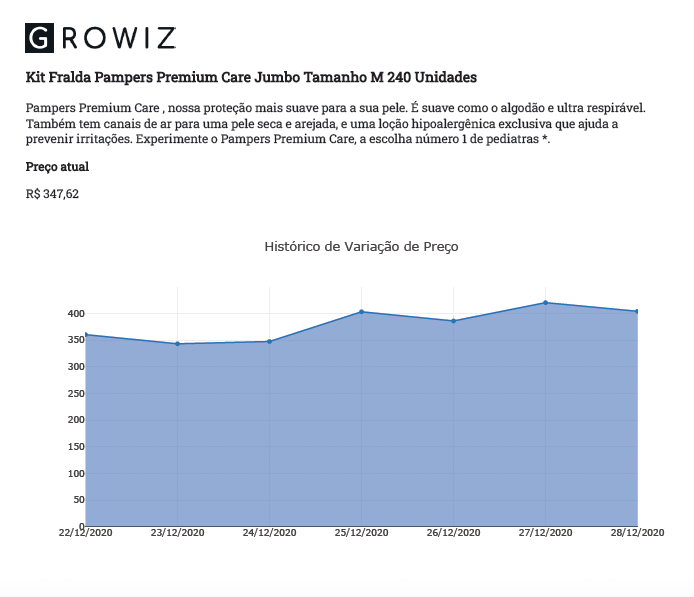 GROWIZ
Kit Fralda Pampers Premium Care Jumbo Tamanho M 240 Unidades
Pampers Premium Care , nossa proteção mais suave para a sua pele. É suave como o algodão e ultra respirável.
Também tem canais de ar para uma pele seca e arejada, e uma loção hipoalergênica exclusiva que ajuda a
prevenir irritações. Experimente o Pampers Premium Care, a escolha número 1 de pediatras *.
Preço atual
R$ 347,62
Histórico de Variação de Preço
400
350
300
250
200
150
100
50
0
22/12/2020 23/12/2020 24/12/2020 25/12/2020 26/12/2020 27/12/2020 28/12/2020